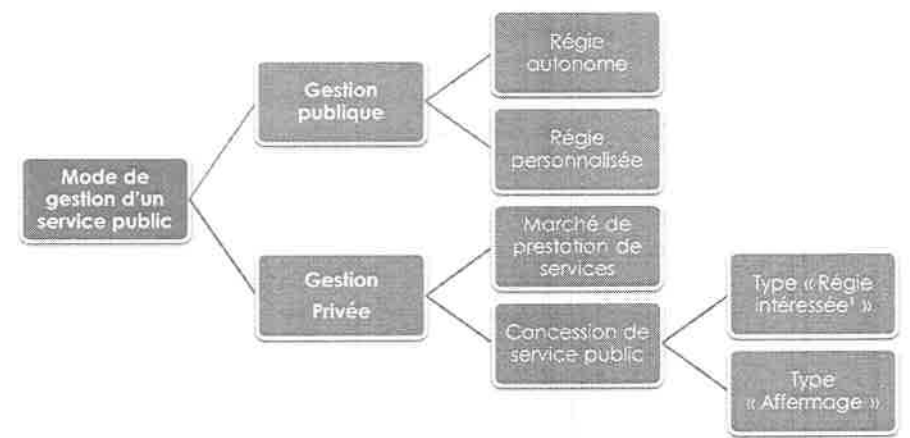 Mode de
gestion d'un
service public
Gestion
publique
Régie
autonome
Régie
personnalisée
Gestion
Privée
Marché de
prestation de
services
Concession de
service public
Type « Régie
intéressée¹ »
Type
« Affermage »